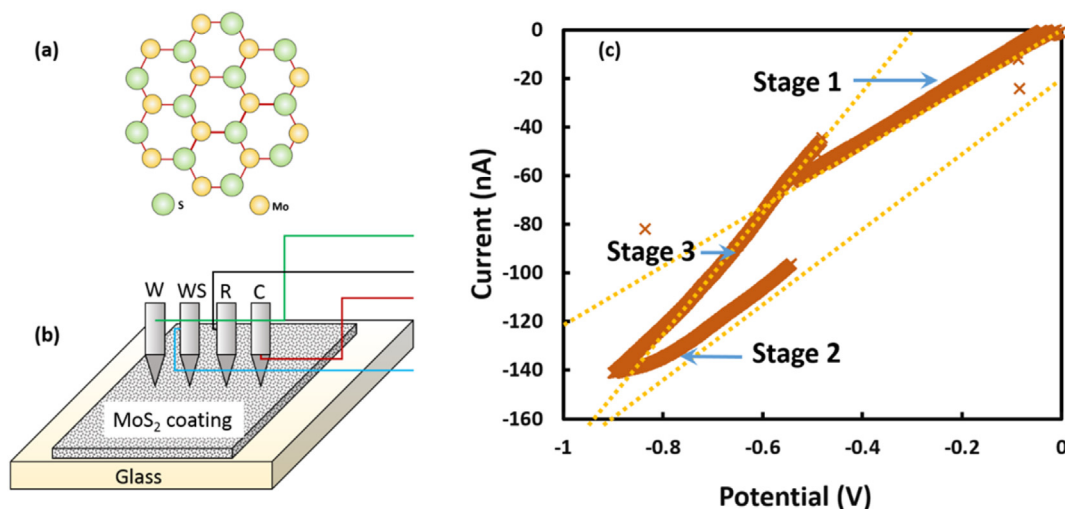 (a)
S
Mo
(b)
W WS R C
MoS2 coating
Glass
(c)
Stage 1
Stage 3
Stage 2
Current (nA)
0
-20
-40
-60
-80
-100
-120
-140
-160
-1 -0.8 -0.6 -0.4 -0.2 0
Potential (V)